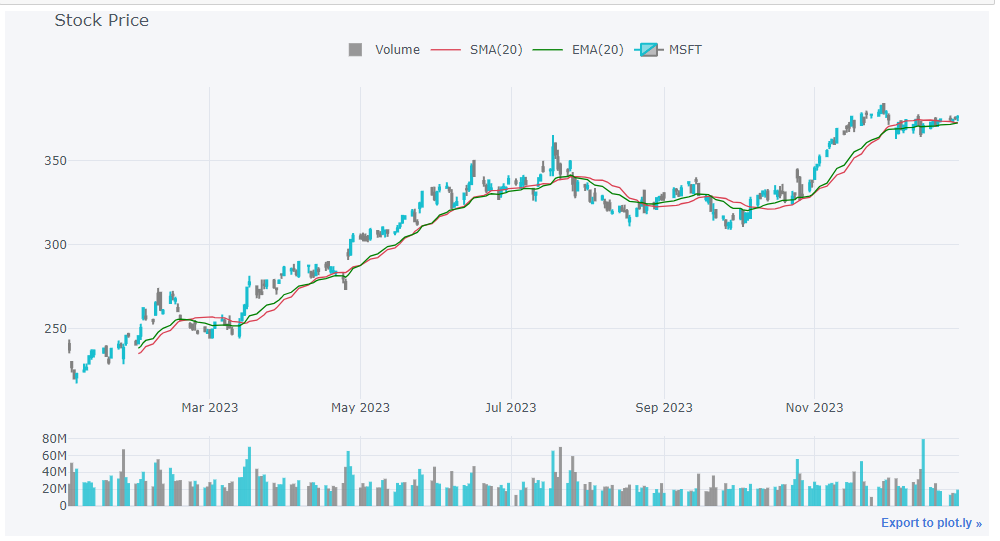 Stock Price
Volume SMA(20) EMA(20) MSFT
350
300
250
Mar 2023 May 2023 Jul 2023 Sep 2023 Nov 2023
80M
60M
40M
20M
0
Export to plot.ly »